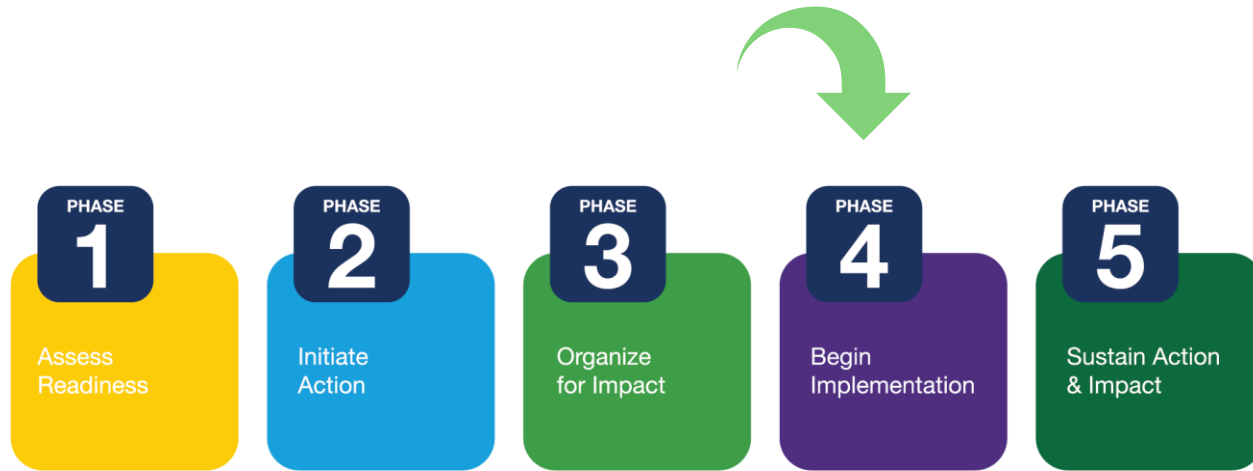 PHASE
1
Assess
Readiness
PHASE
2
Initiate
Action
PHASE
3
Organize
for Impact
PHASE
4
Begin
Implementation
PHASE
5
Sustain Action
& Impact